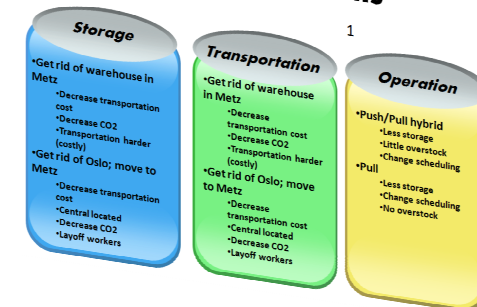 1
Storage
•Get rid of warehouse in
Metz
•Decrease transportation
cost
•Decrease CO2
•Transportation harder
(costly)
•Get rid of Oslo; move to
Metz
•Decrease transportation
cost
•Central located
•Decrease CO2
•Layoff workers
Transportation
•Get rid of warehouse
in Metz
•Decrease
transportation cost
•Decrease CO2
•Transportation harder
(costly)
•Get rid of Oslo; move
to Metz
•Decrease
transportation cost
•Central located
•Decrease CO2
•Layoff workers
Operation
•Push/Pull hybrid
•Less storage
•Little overstock
•Change scheduling
•Pull
•Less storage
•Change scheduling
•No overstock